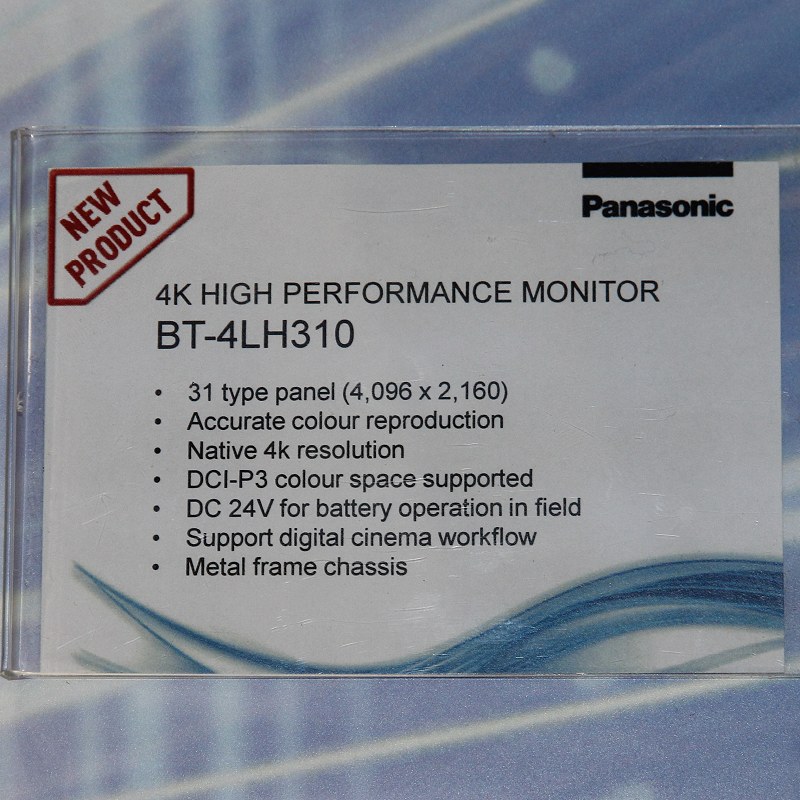 NEW
PRODUCT
Panasonic
4K HIGH PERFORMANCE MONITOR
BT-4LH310
• 31 type panel (4,096 x 2,160)
• Accurate colour reproduction
• Native 4k resolution
• DCI-P3 colour space supported
• DC 24V for battery operation in field
• Support digital cinema workflow
• Metal frame chassis